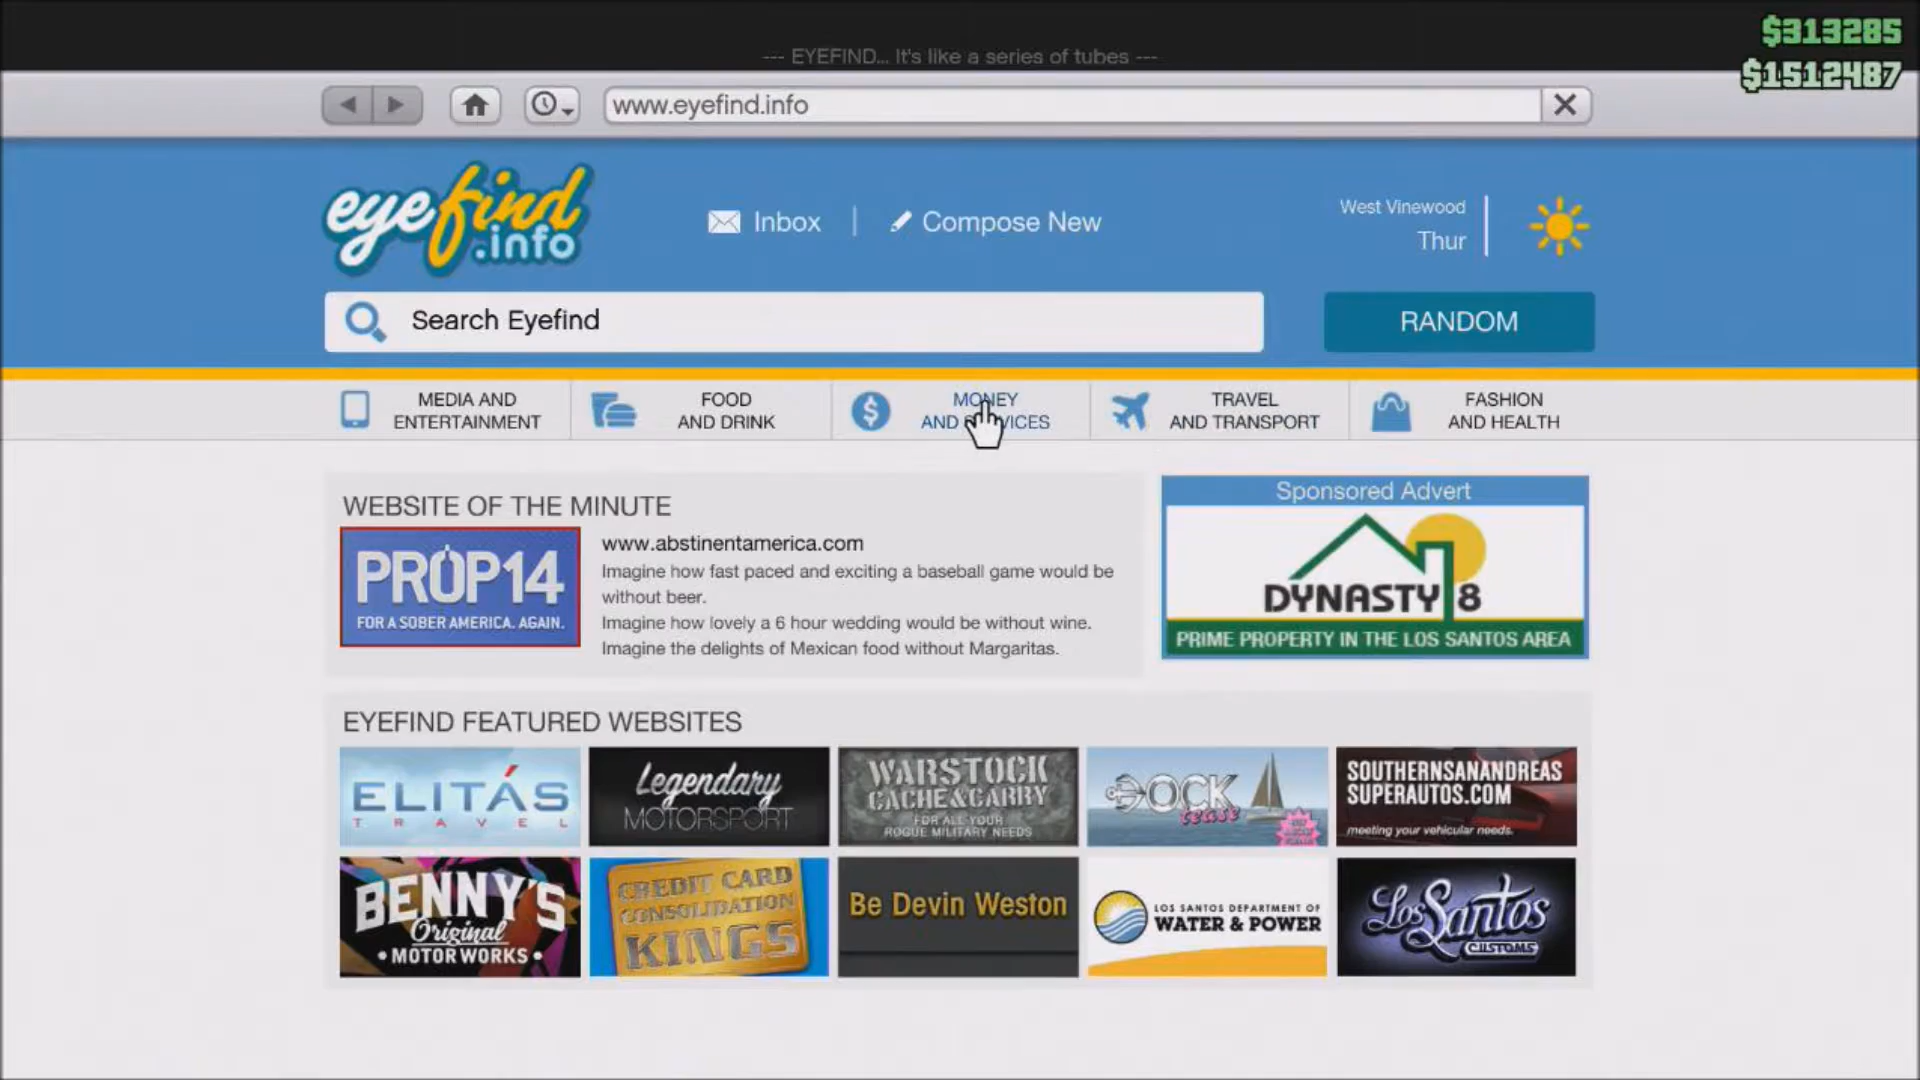 $313285
--- EYEFIND... It's like a series of tubes ---
$1512487
www.eyefind.info
eyefind
.info
Inbox
Compose New
West Vinewood
Thur
Search Eyefind
RANDOM
MEDIA AND
ENTERTAINMENT
FOOD
AND DRINK
MONEY
AND
TRAVEL
AND TRANSPORT
FASHION
AND HEALTH
WEBSITE OF THE MINUTE
PROP14
FOR A SOBER AMERICA. AGAIN.
www.abstinentamerica.com
Imagine how fast paced and exciting a baseball game would be
without beer.
Imagine how lovely a 6 hour wedding would be without wine.
Imagine the delights of Mexican food without Margaritas.
Sponsored Advert
DYNASTY 8
PRIME PROPERTY IN THE LOS SANTOS AREA
EYEFIND FEATURED WEBSITES
ELITÁS
TRAVEL
Legendary
MOTORSPORT
WARSTOCK
CACHE&CARRY
FOR ALL YOUR
ROGUE MILITARY NEEDS
DOCK
tease
SOUTHERNSANANDREAS
SUPERAUTOS.COM
meeting your vehicular needs.
BENNY'S
Original
• MOTOR WORKS •
CREDIT CARD
CONSOLIDATION
KINGS
Be Devin Weston
LOS SANTOS DEPARTMENT OF
WATER & POWER
Los Santos
CUSTOMS